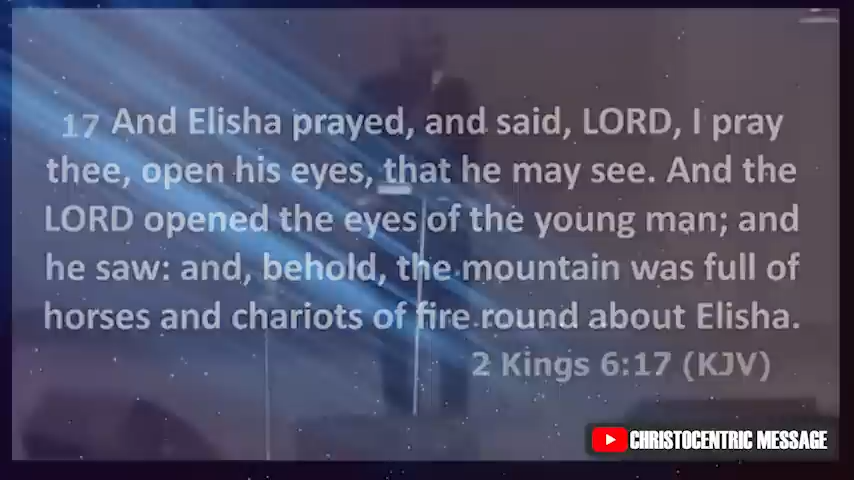 17 And Elisha prayed, and said, LORD, I pray
thee, open his eyes, that he may see. And the
LORD opened the eyes of the young man; and
he saw: and, behold, the mountain was full of
horses and chariots of fire round about Elisha.
2 Kings 6:17 (KJV)
CHRISTOCENTRIC MESSAGE